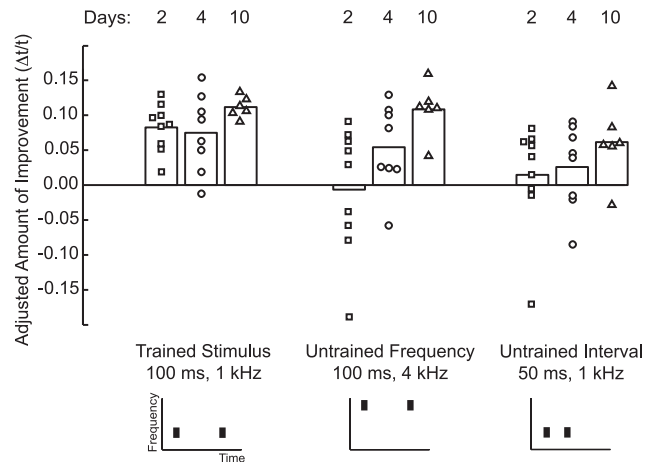 Days: 2 4 10 2 4 10 2 4 10
Adjusted Amount of Improvement (Δt/t)
0.15
0.10
0.05
0.00
-0.05
-0.10
-0.15
Trained Stimulus
100 ms, 1 kHz
Untrained Frequency
100 ms, 4 kHz
Untrained Interval
50 ms, 1 kHz
Frequency
Time